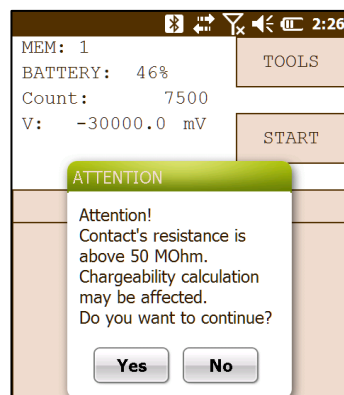 2:26
MEM: 1
BATTERY: 46%
TOOLS
Count: 7500
V: -30000.0 mV
START
ATTENTION
Attention!
Contact's resistance is
above 50 MOhm.
Chargeability calculation
may be affected.
Do you want to continue?
Yes No